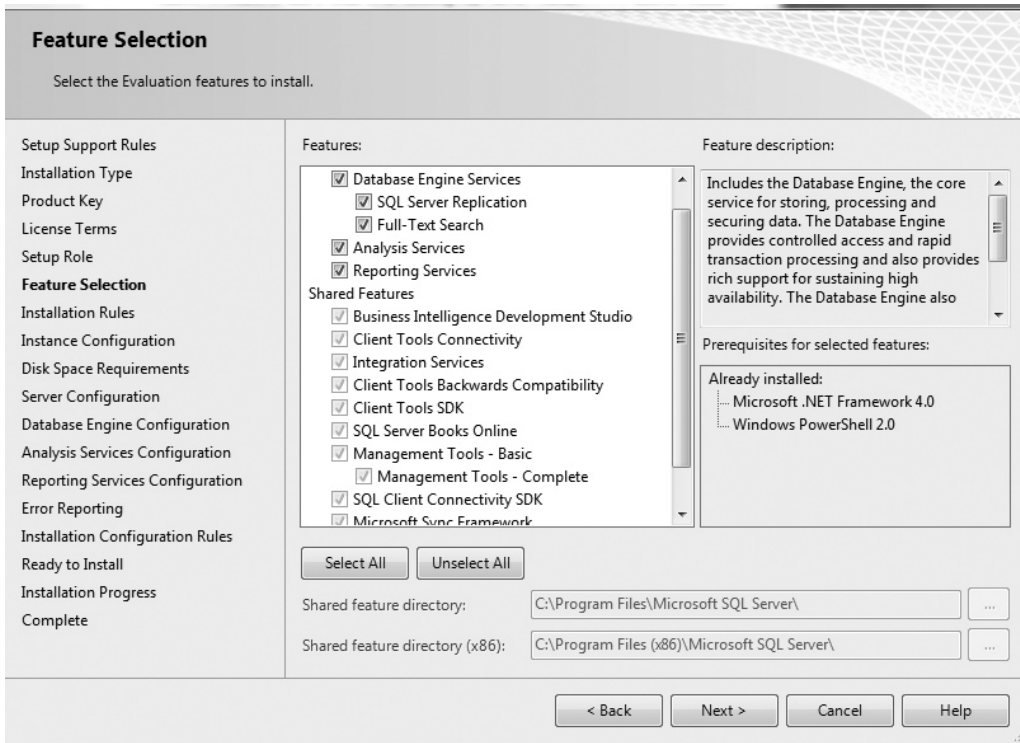 Feature Selection
Select the Evaluation features to install.
Setup Support Rules
Installation Type
Product Key
License Terms
Setup Role
Feature Selection
Installation Rules
Instance Configuration
Disk Space Requirements
Server Configuration
Database Engine Configuration
Analysis Services Configuration
Reporting Services Configuration
Error Reporting
Installation Configuration Rules
Ready to Install
Installation Progress
Complete
Features:
Database Engine Services
SQL Server Replication
Full-Text Search
Analysis Services
Reporting Services
Shared Features
Business Intelligence Development Studio
Client Tools Connectivity
Integration Services
Client Tools Backwards Compatibility
Client Tools SDK
SQL Server Books Online
Management Tools - Basic
Management Tools - Complete
SQL Client Connectivity SDK
Microsoft Sync Framework
Feature description:
Includes the Database Engine, the core
service for storing, processing and
securing data. The Database Engine
provides controlled access and rapid
transaction processing and also provides
rich support for sustaining high
availability. The Database Engine also
Prerequisites for selected features:
Already installed:
Microsoft .NET Framework 4.0
Windows PowerShell 2.0
Select All
Unselect All
Shared feature directory:
C:\Program Files\Microsoft SQL Server\
...
Shared feature directory (x86):
C:\Program Files (x86)\Microsoft SQL Server\
...
< Back
Next >
Cancel
Help